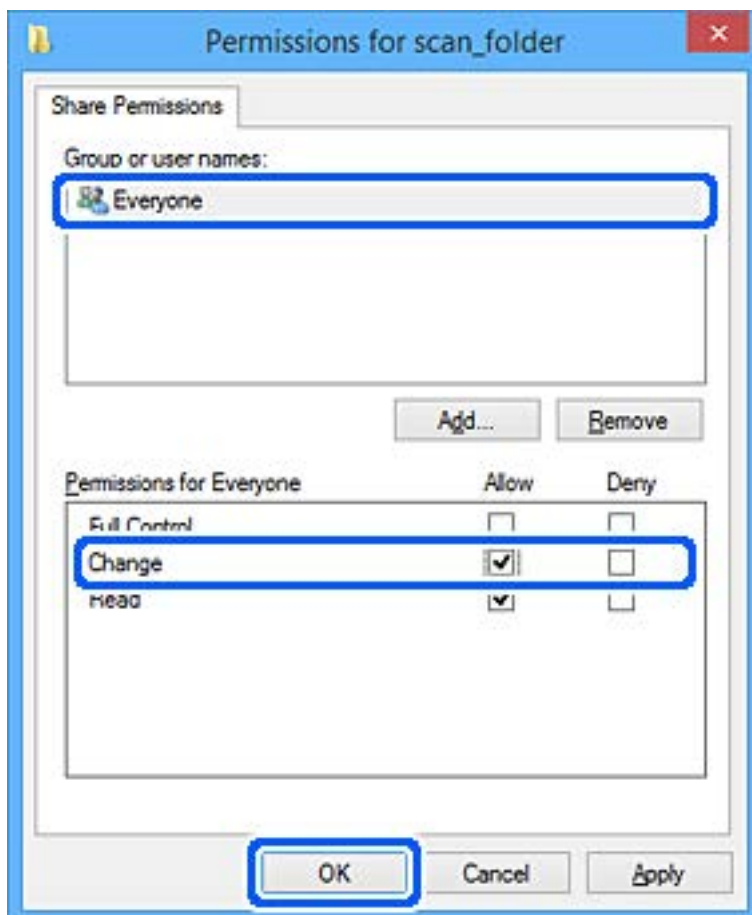 Permissions for scan_folder
Share Permissions
Group or user names:
Everyone
Add... Remove
Permissions for Everyone Allow Deny
Full Control
Change
Read
OK Cancel Apply